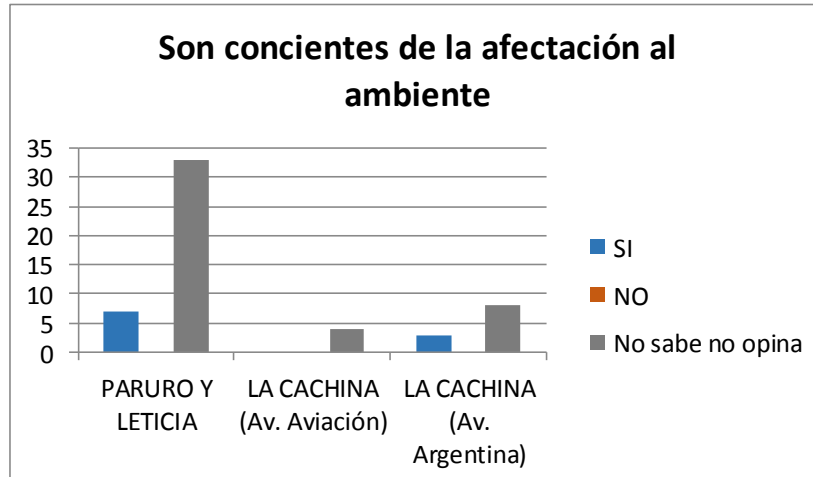 Son concientes de la afectación al
ambiente
35
30
25
20
15
10
5
0
PARURO Y
LETICIA
LA CACHINA
(Av. Aviación)
LA CACHINA
(Av.
Argentina)
SI
NO
No sabe no opina